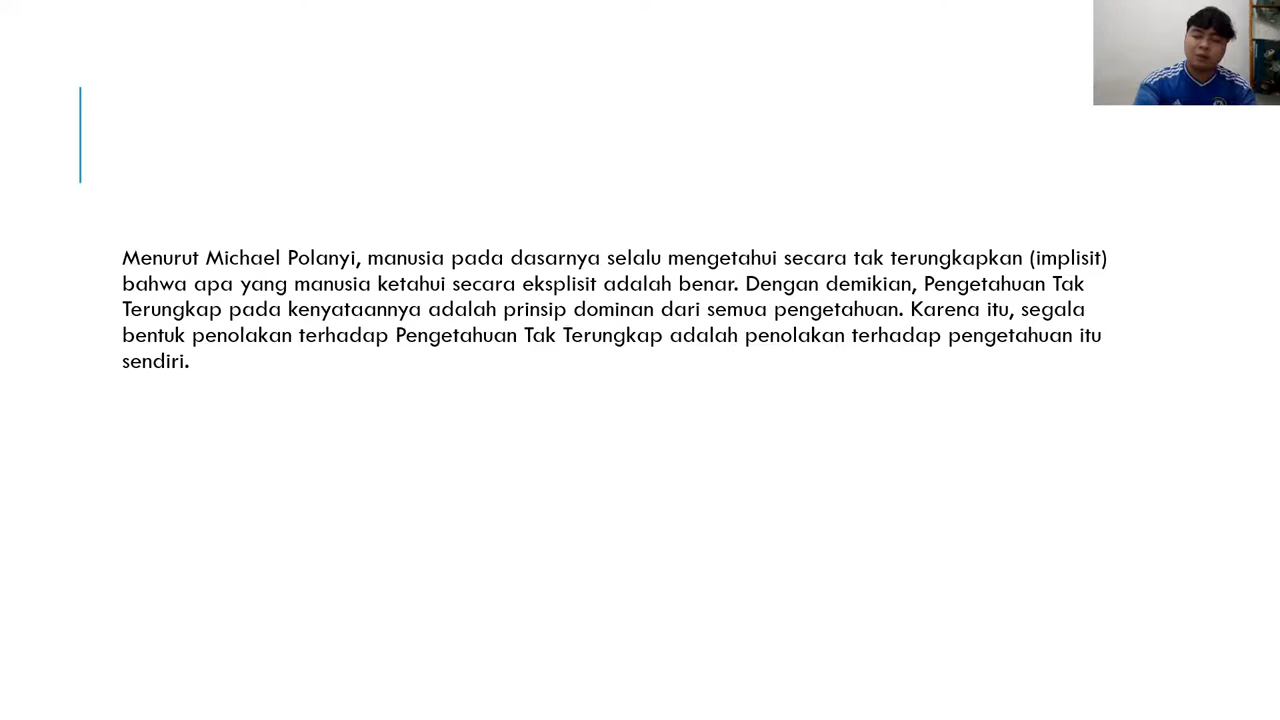 Menurut Michael Polanyi, manusia pada dasarnya selalu mengetahui secara tak terungkapkan (implisit)
bahwa apa yang manusia ketahui secara eksplisit adalah benar. Dengan demikian, Pengetahuan Tak
Terungkap pada kenyataannya adalah prinsip dominan dari semua pengetahuan. Karena itu, segala
bentuk penolakan terhadap Pengetahuan Tak Terungkap adalah penolakan terhadap pengetahuan itu
sendiri.